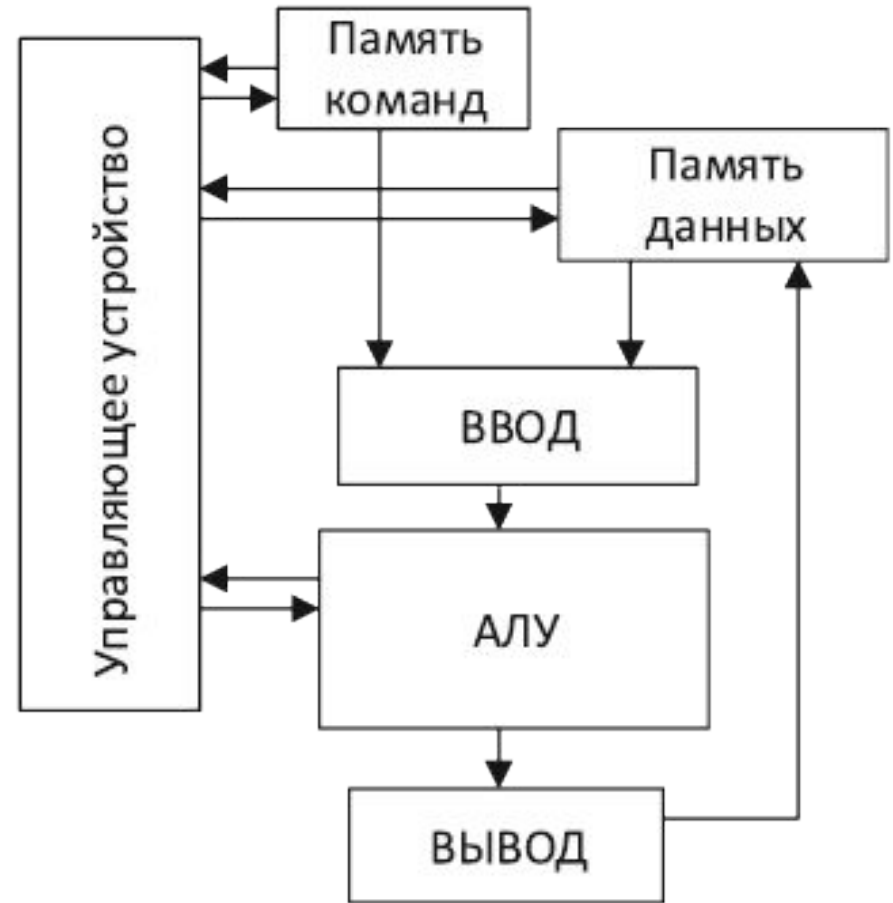 Память
команд
Память
данных
Управляющее устройство
ВВОД
АЛУ
ВЫВОД